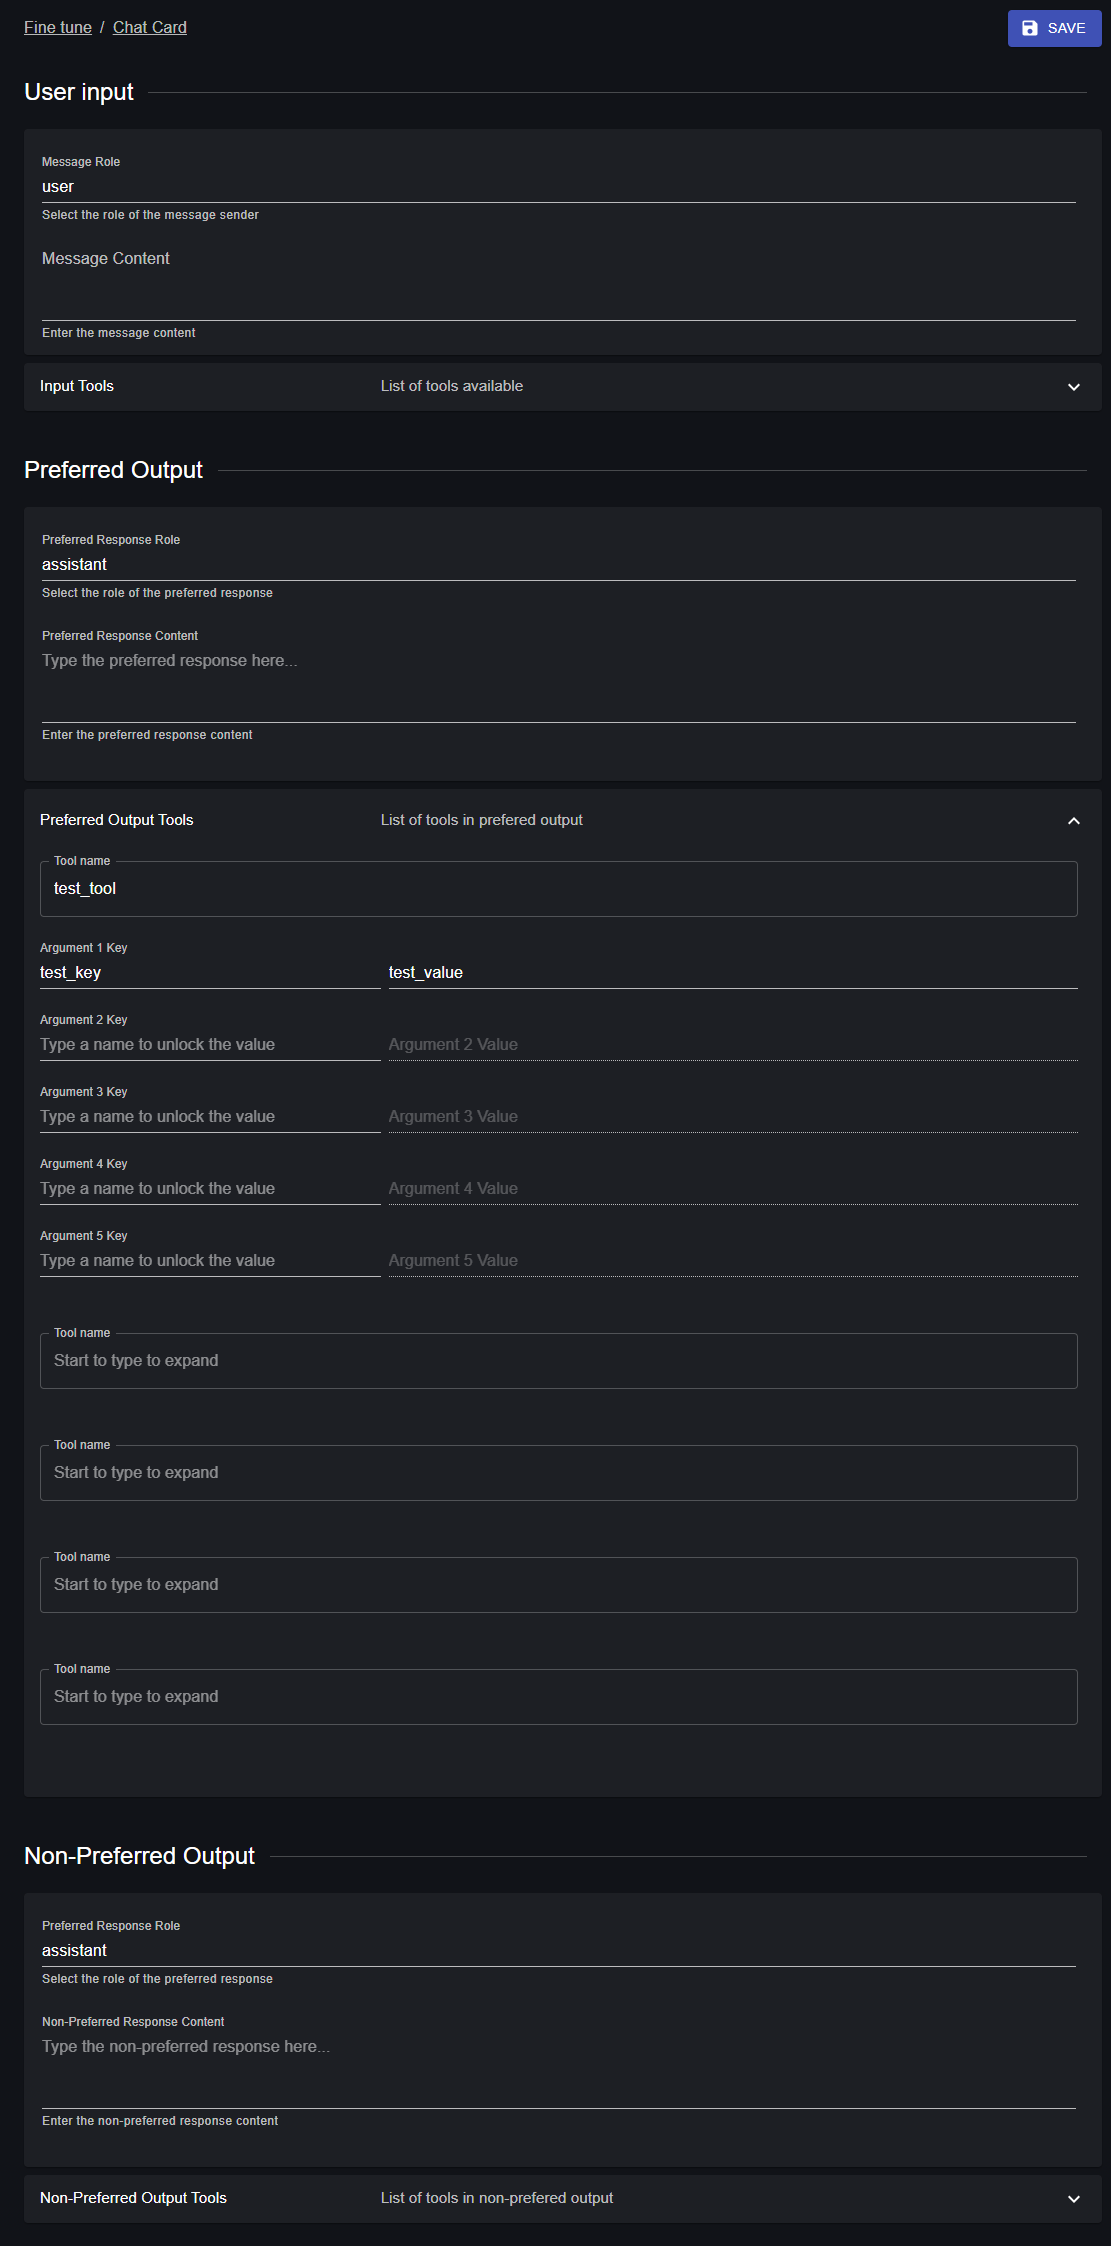 Fine tune / Chat Card
SAVE
User input
Message Role
user
Select the role of the message sender
Message Content
Enter the message content
Input Tools List of tools available
Preferred Output
Preferred Response Role
assistant
Select the role of the preferred response
Preferred Response Content
Type the preferred response here...
Enter the preferred response content
Preferred Output Tools List of tools in prefered output
Tool name
test_tool
Argument 1 Key
test_key test_value
Argument 2 Key
Type a name to unlock the value Argument 2 Value
Argument 3 Key
Type a name to unlock the value Argument 3 Value
Argument 4 Key
Type a name to unlock the value Argument 4 Value
Argument 5 Key
Type a name to unlock the value Argument 5 Value
Tool name
Start to type to expand
Tool name
Start to type to expand
Tool name
Start to type to expand
Tool name
Start to type to expand
Non-Preferred Output
Preferred Response Role
assistant
Select the role of the preferred response
Non-Preferred Response Content
Type the non-preferred response here...
Enter the non-preferred response content
Non-Preferred Output Tools List of tools in non-prefered output